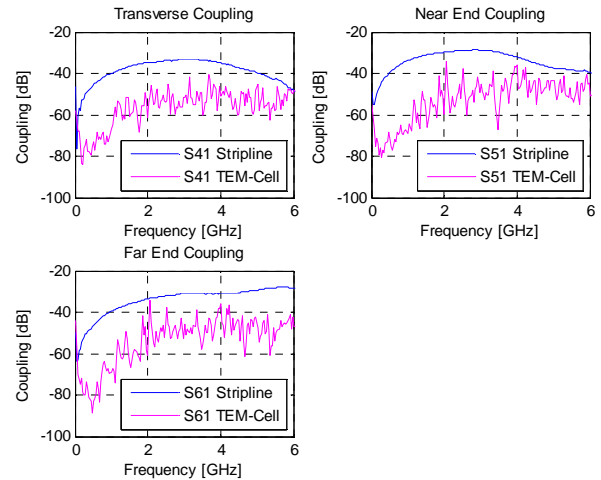 Transverse Coupling
-20
-40
-60
-80
-100
Coupling [dB]
S41 Stripline
S41 TEM-Cell
0 2 4 6
Frequency [GHz]
Near End Coupling
-20
-40
-60
-80
-100
Coupling [dB]
S51 Stripline
S51 TEM-Cell
0 2 4 6
Frequency [GHz]
Far End Coupling
-20
-40
-60
-80
-100
Coupling [dB]
S61 Stripline
S61 TEM-Cell
0 2 4 6
Frequency [GHz]